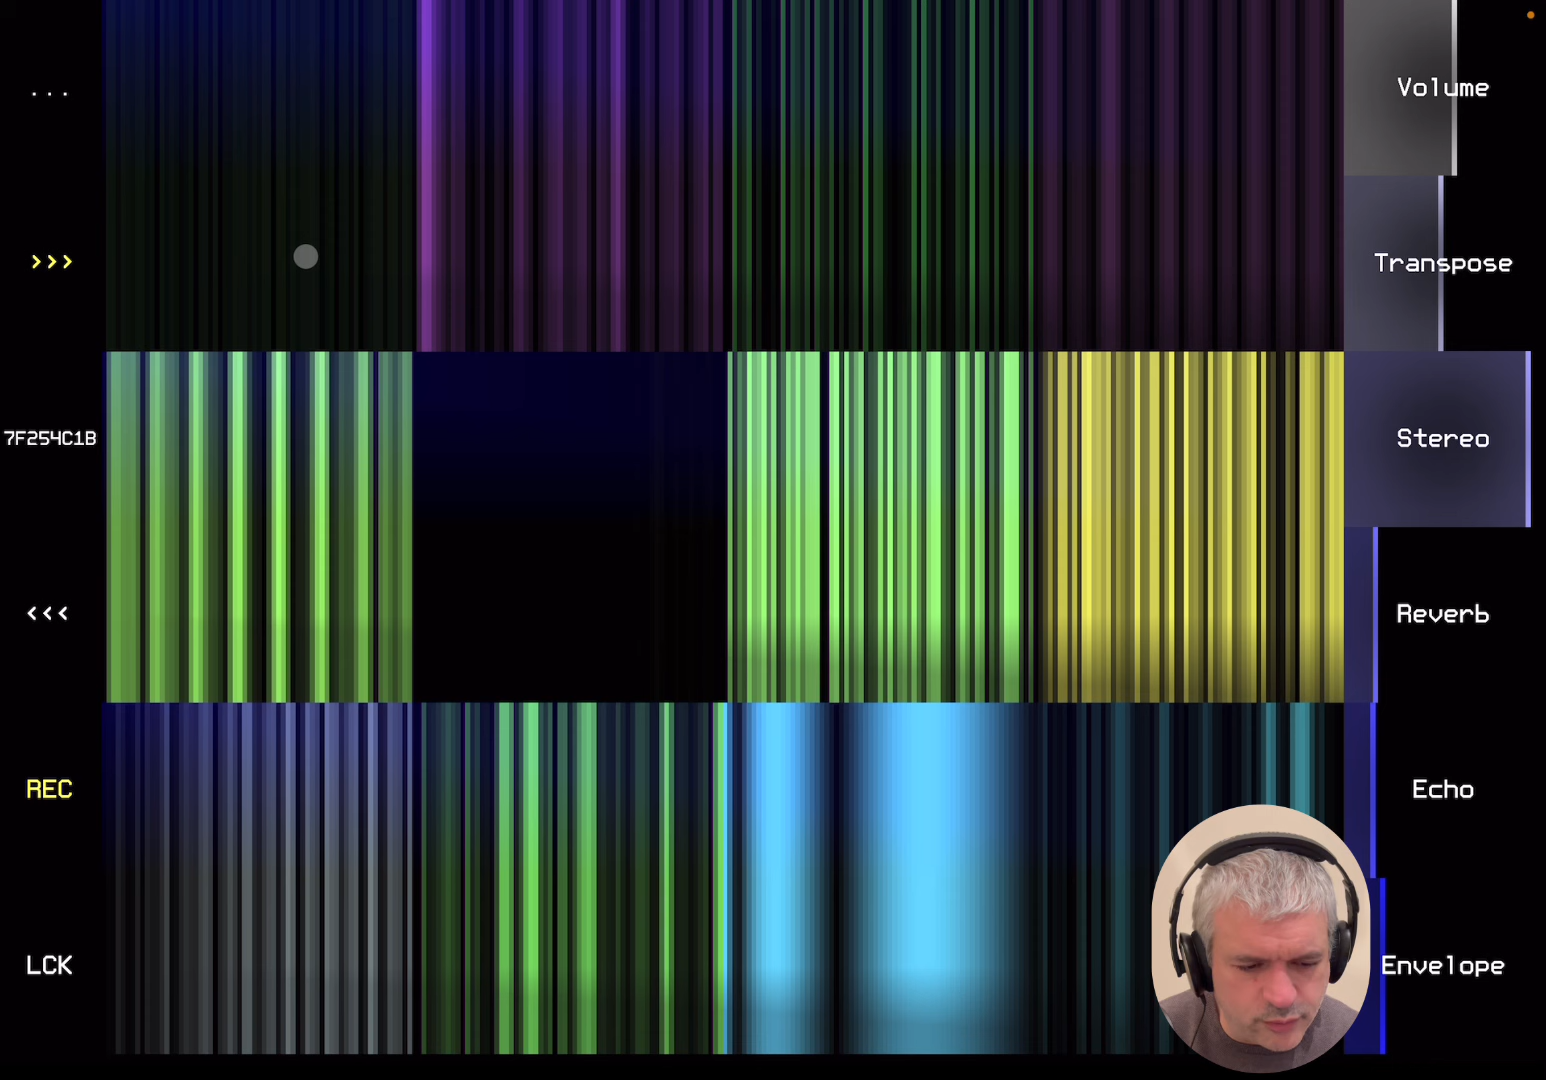 ...
>>>
7F254C1B
<<<
REC
LCK
Volume
Transpose
Stereo
Reverb
Echo
Envelope